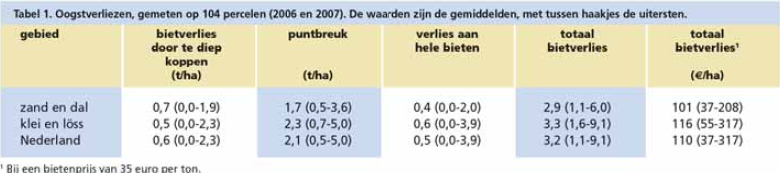 Tabel 1. Oogstverliezen, gemeten op 104 percelen (2006 en 2007). De waarden zijn de gemiddelden, met tussen haakjes de uitersten.
gebied bietverlies puntbreuk verlies aan totaal totaal
door te diep hele bieten bietverlies bietverlies¹
koppen
(t/ha) (t/ha) (€/ha)
zand en dal 0,7 (0,0-1,9) 1,7 (0,5-3,6) 0,4 (0,0-2,0) 2,9 (1,1-6,0) 101 (37-208)
klei en löss 0,5 (0,0-2,3) 2,3 (0,7-5,0) 0,6 (0,0-3,9) 3,3 (1,6-9,1) 116 (55-317)
Nederland 0,6 (0,0-2,3) 2,1 (0,5-5,0) 0,5 (0,0-3,9) 3,2 (1,1-9,1) 110 (37-317)
¹ Bij een bietenprijs van 35 euro per ton.